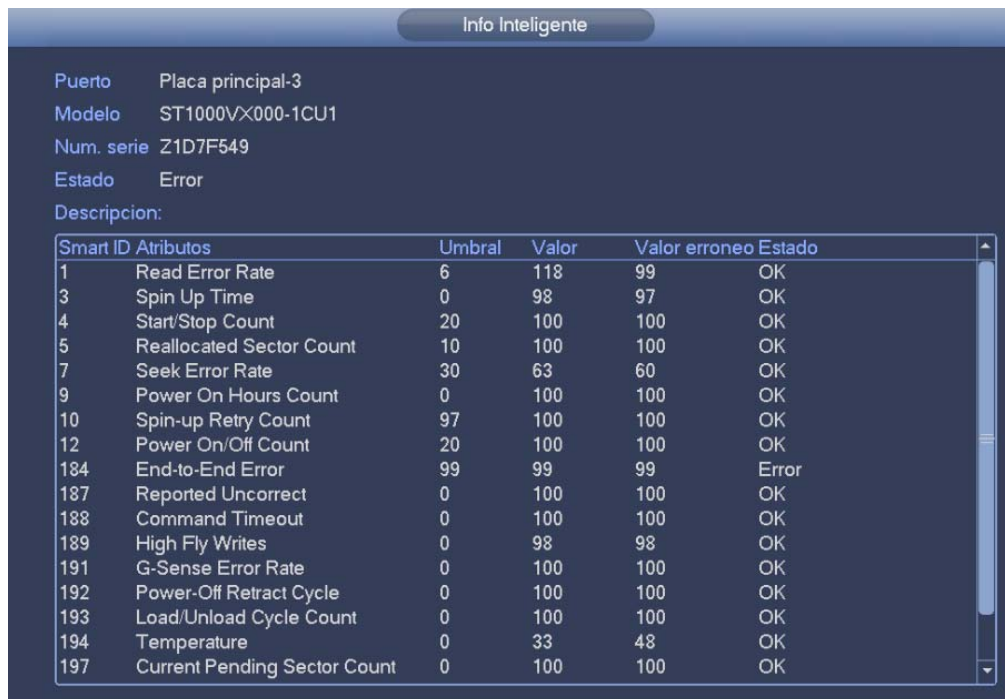 Info Inteligente
Puerto Placa principal-3
Modelo ST1000VX000-1CU1
Num. serie Z1D7F549
Estado Error
Descripcion:
Smart ID Atributos Umbral Valor Valor erroneo Estado
1 Read Error Rate 6 118 99 OK
3 Spin Up Time 0 98 97 OK
4 Start/Stop Count 20 100 100 OK
5 Reallocated Sector Count 10 100 100 OK
7 Seek Error Rate 30 63 60 OK
9 Power On Hours Count 0 100 100 OK
10 Spin-up Retry Count 97 100 100 OK
12 Power On/Off Count 20 100 100 OK
184 End-to-End Error 99 99 99 Error
187 Reported Uncorrect 0 100 100 OK
188 Command Timeout 0 100 100 OK
189 High Fly Writes 0 98 98 OK
191 G-Sense Error Rate 0 100 100 OK
192 Power-Off Retract Cycle 0 100 100 OK
193 Load/Unload Cycle Count 0 100 100 OK
194 Temperature 0 33 48 OK
197 Current Pending Sector Count 0 100 100 OK